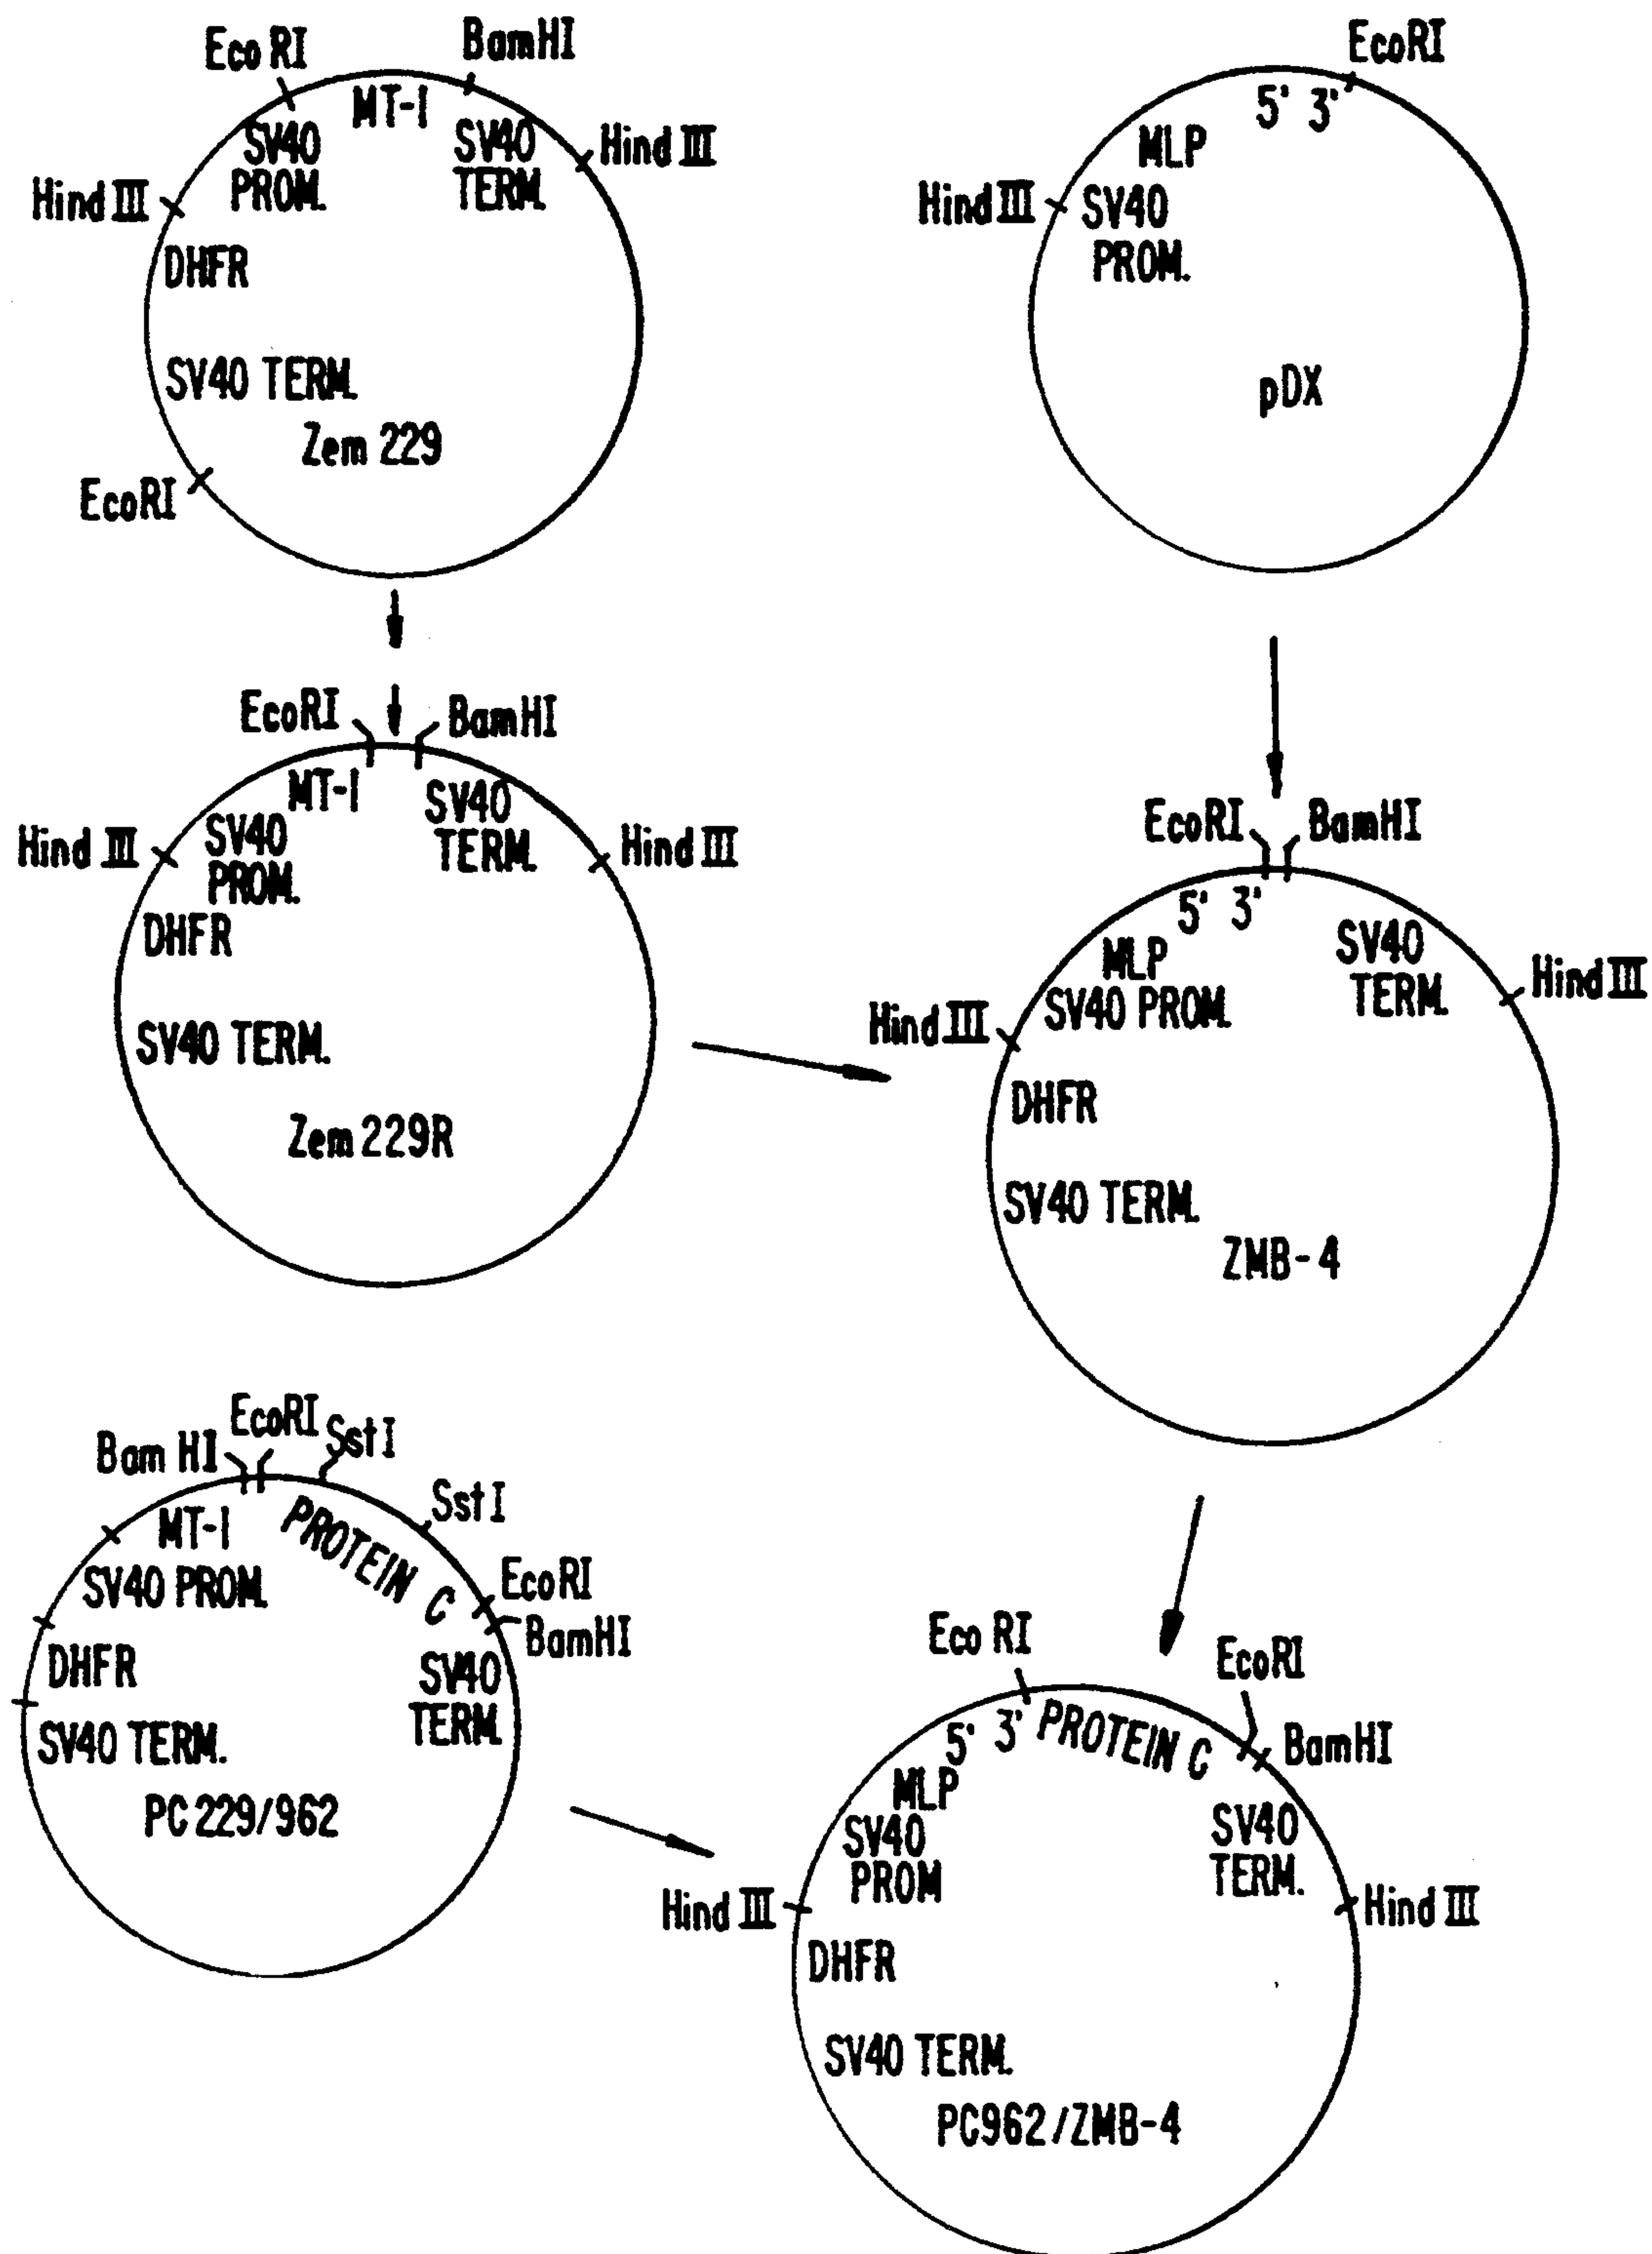 Eco RI
BamHI
MT-I
SV40
PROM.
SV40
TERM.
Hind III
Hind III
DHFR
SV40 TERM.
Zem 229
EcoRI
EcoRI
5' 3'
MLP
Hind III
SV40
PROM.
pDX
EcoRI
BamHI
MT-I
SV40
PROM.
SV40
TERM.
Hind III
Hind III
DHFR
SV40 TERM.
Zem 229R
EcoRI
BamHI
5' 3'
MLP
SV40 PROM.
SV40
TERM.
Hind III
Hind III
DHFR
SV40 TERM.
ZMB-4
Bam HI
EcoRI
SstI
SstI
MT-I
PROTEIN C
SV40 PROM.
EcoRI
BamHI
DHFR
SV40
TERM.
SV40 TERM.
PC 229/962
Eco RI
EcoRI
5' 3'
PROTEIN C
BamHI
MLP
SV40
PROM
SV40
TERM.
Hind III
Hind III
DHFR
SV40 TERM.
PC962/ZMB-4